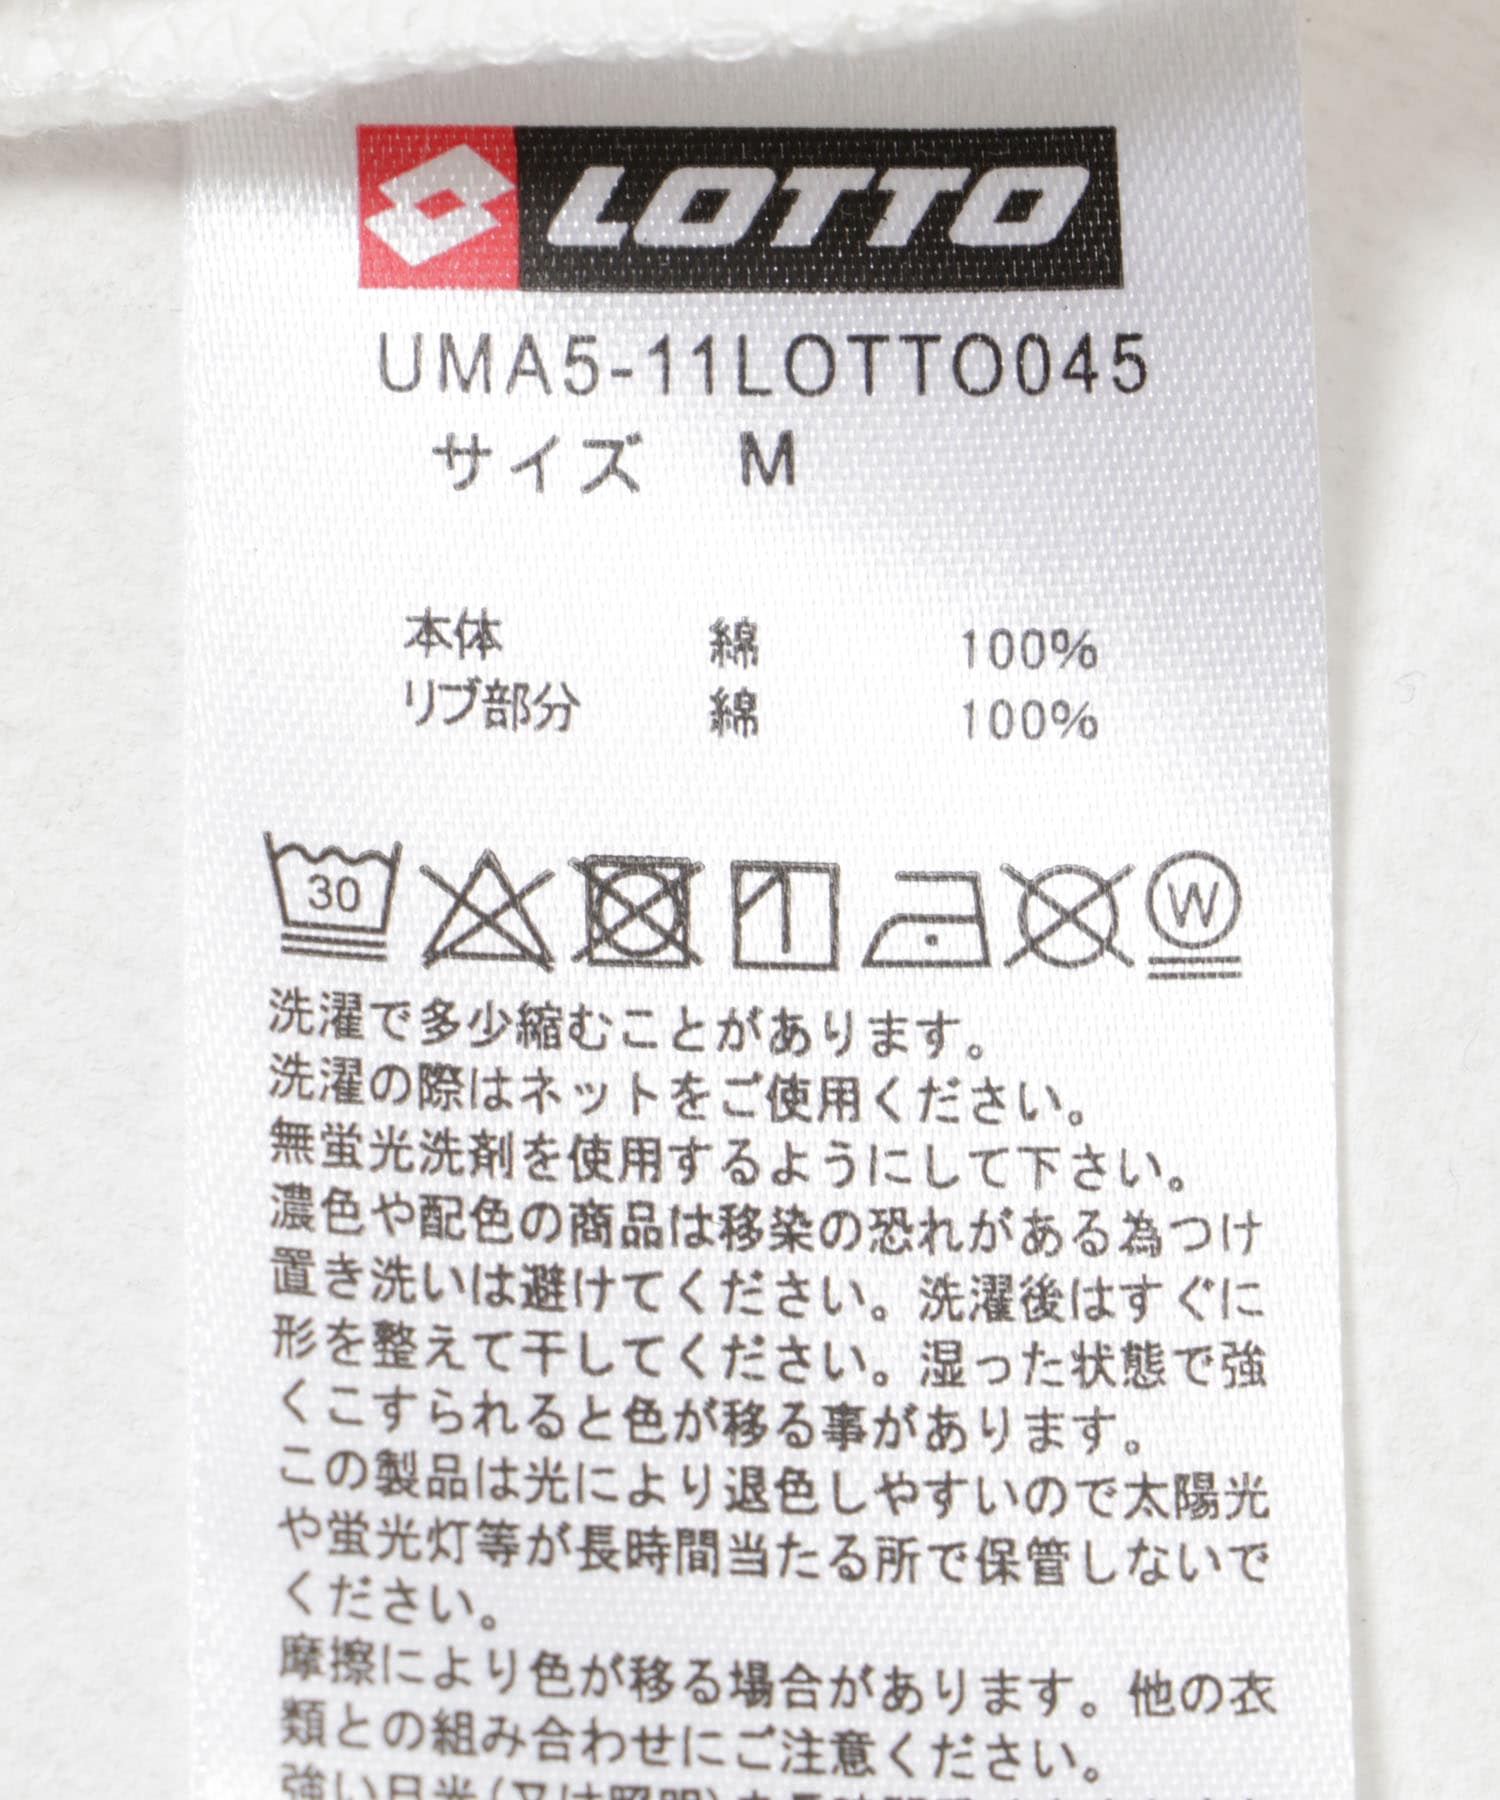 LOTTO
UMA5-11LOTTO045
サイズ M
本体 綿 100%
リブ部分 綿 100%
30 W
洗濯で多少縮むことがあります。
洗濯の際はネットをご使用ください。
無蛍光洗剤を使用するようにして下さい。
濃色や配色の商品は移染の恐れがある為つけ
置き洗いは避けてください。洗濯後はすぐに
形を整えて干してください。湿った状態で強
くこすられると色が移る事があります。
この製品は光により退色しやすいので太陽光
や蛍光灯等が長時間当たる所で保管しないで
ください。
摩擦により色が移る場合があります。他の衣
類との組み合わせにご注意ください。
強い日光(又は照明)